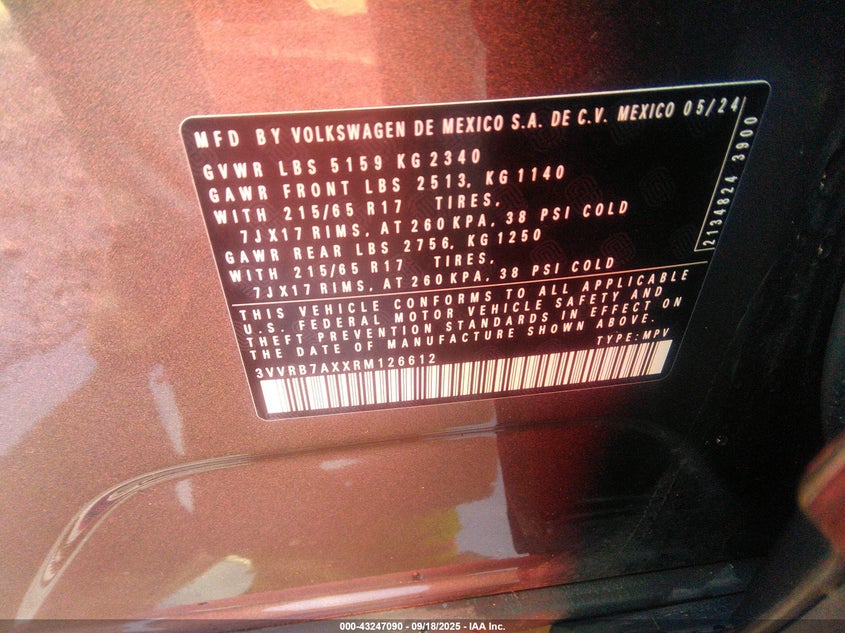 MFD BY VOLKSWAGEN DE MEXICO S.A. DE C.V. MEXICO 05/24
GVWR LBS 5159 KG 2340
GAWR FRONT LBS 2513, KG 1140
WITH 215/65 R17 TIRES,
7JX17 RIMS, AT 260 KPA, 38 PSI COLD
GAWR REAR LBS 2756, KG 1250
WITH 215/65 R17 TIRES,
7JX17 RIMS, AT 260 KPA, 38 PSI COLD
2134824 3900
THIS VEHICLE CONFORMS TO ALL APPLICABLE
U.S. FEDERAL MOTOR VEHICLE SAFETY AND
THEFT PREVENTION STANDARDS IN EFFECT ON
THE DATE OF MANUFACTURE SHOWN ABOVE.
TYPE: MPV
3VVRB7AXXRM126612
000-43247090 - 09/18/2025 - IAA Inc.